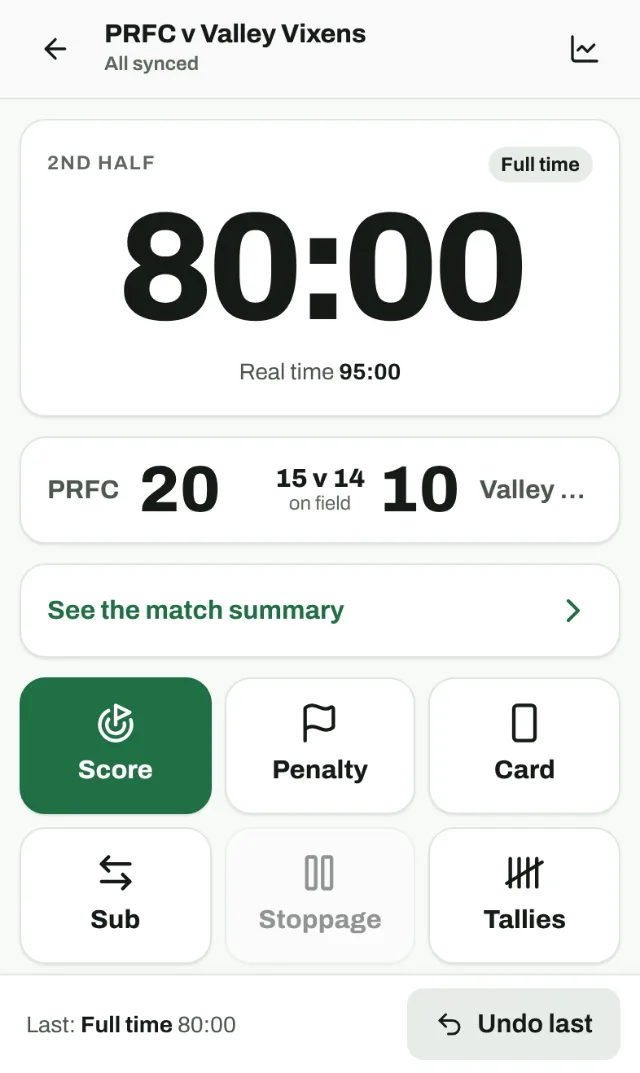 PRFC v Valley Vixens
All synced
2ND HALF
Full time
80:00
Real time 95:00
PRFC 20 15 v 14 10 Valley ...
on field
See the match summary
Score Penalty Card
Sub Stoppage Tallies
Last: Full time 80:00 Undo last